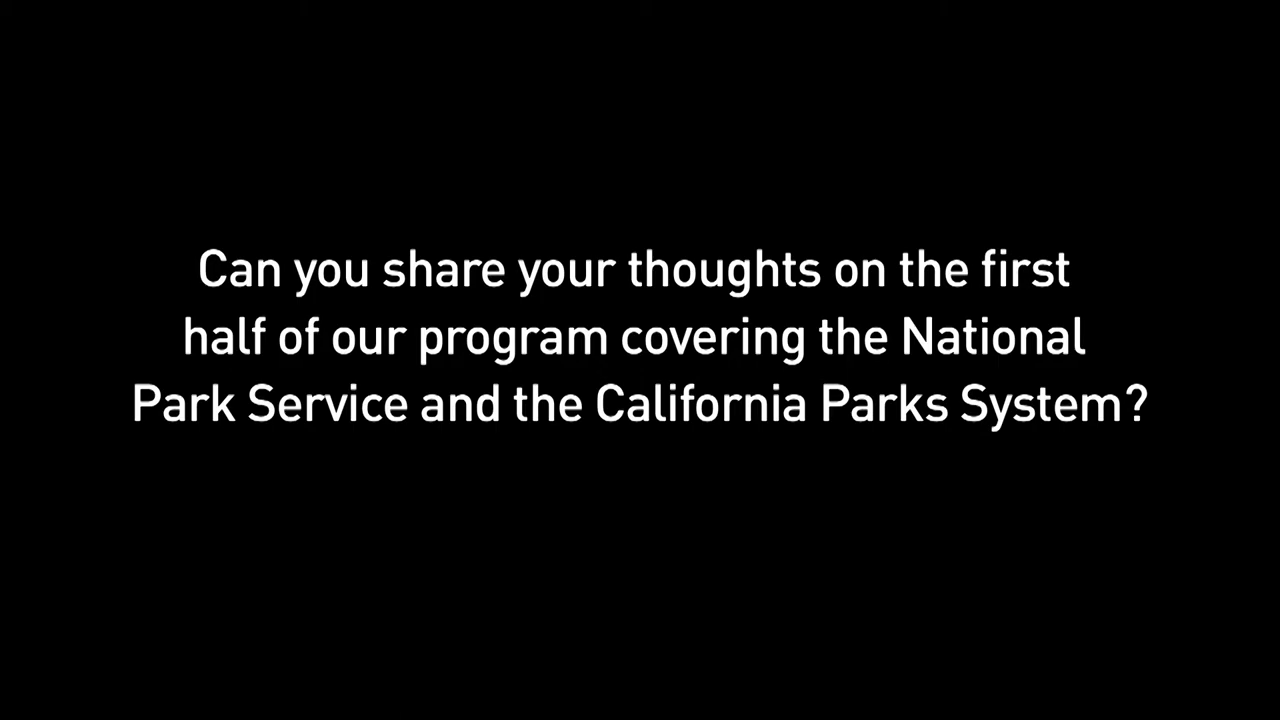 Can you share your thoughts on the first
half of our program covering the National
Park Service and the California Parks System?